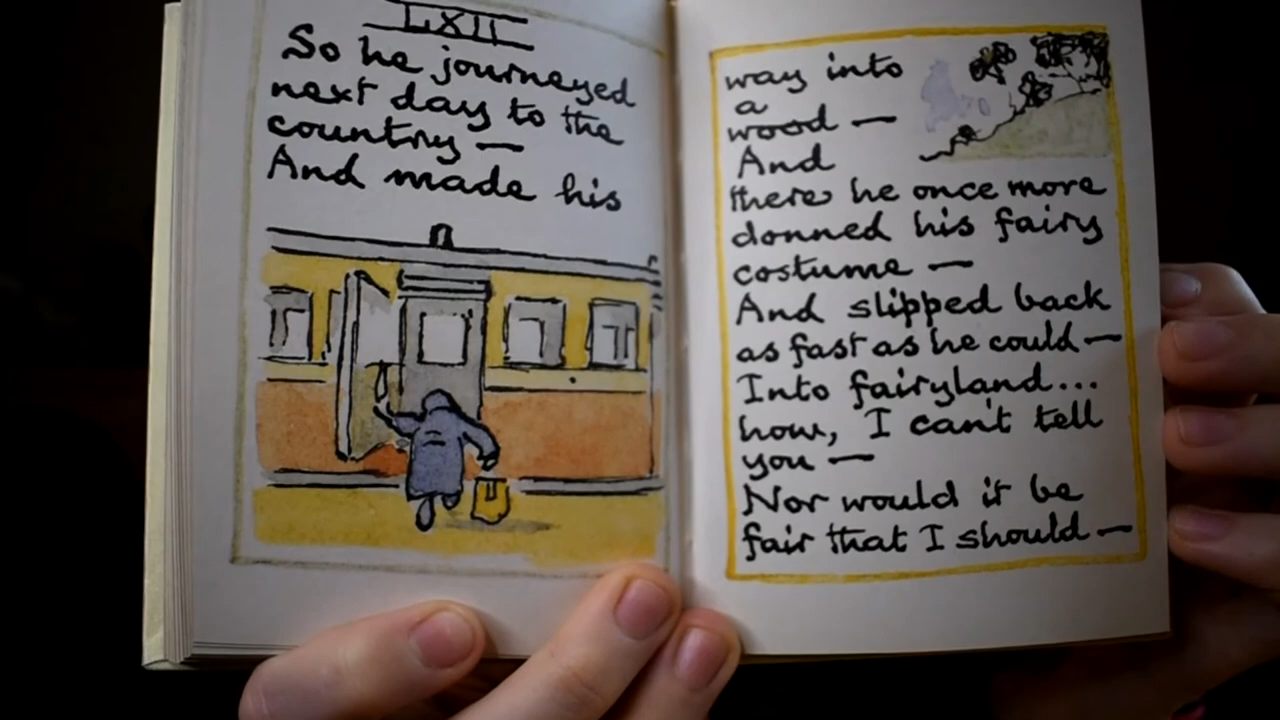 LXII
So he journeyed
next day to the
country —
And made his
way into
a
wood —
And
there he once more
donned his fairy
costume —
And slipped back
as fast as he could —
Into fairyland...
how, I can't tell
you —
Nor would it be
fair that I should —